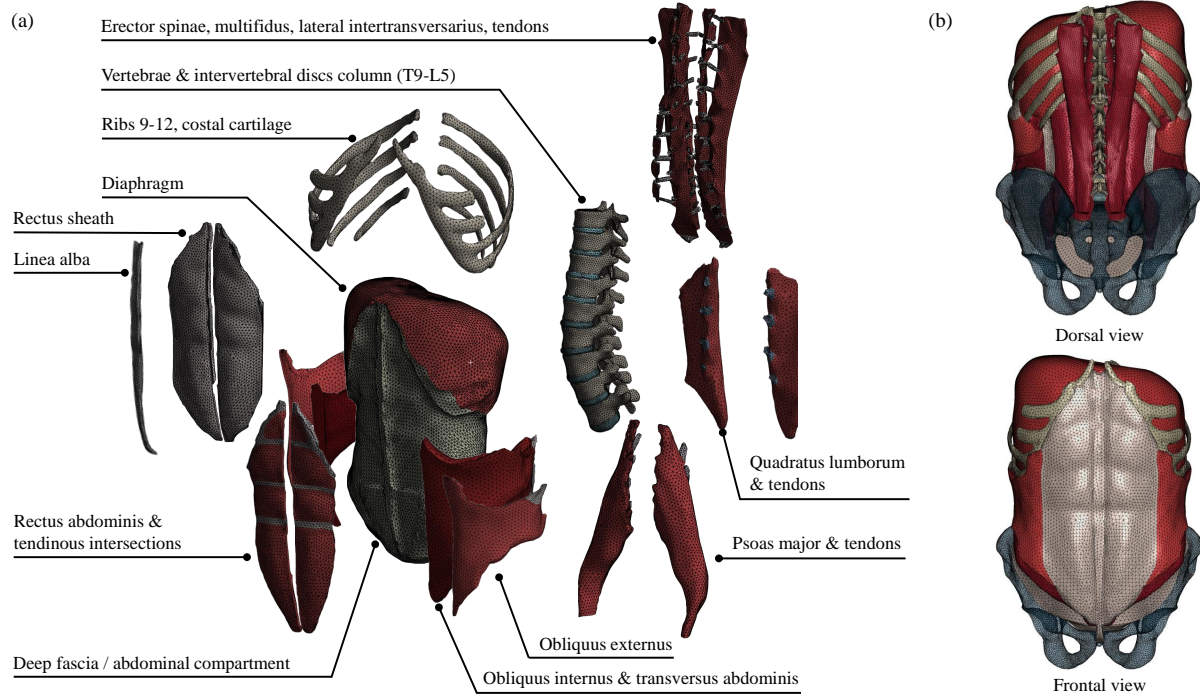 (a)
Erector spinae, multifidus, lateral intertransversarius, tendons
Vertebrae & intervertebral discs column (T9-L5)
Ribs 9-12, costal cartilage
Diaphragm
Rectus sheath
Linea alba
Rectus abdominis &
tendinous intersections
Deep fascia / abdominal compartment
Quadratus lumborum
& tendons
Psoas major & tendons
Obliquus externus
Obliquus internus & transversus abdominis
(b)
Dorsal view
Frontal view